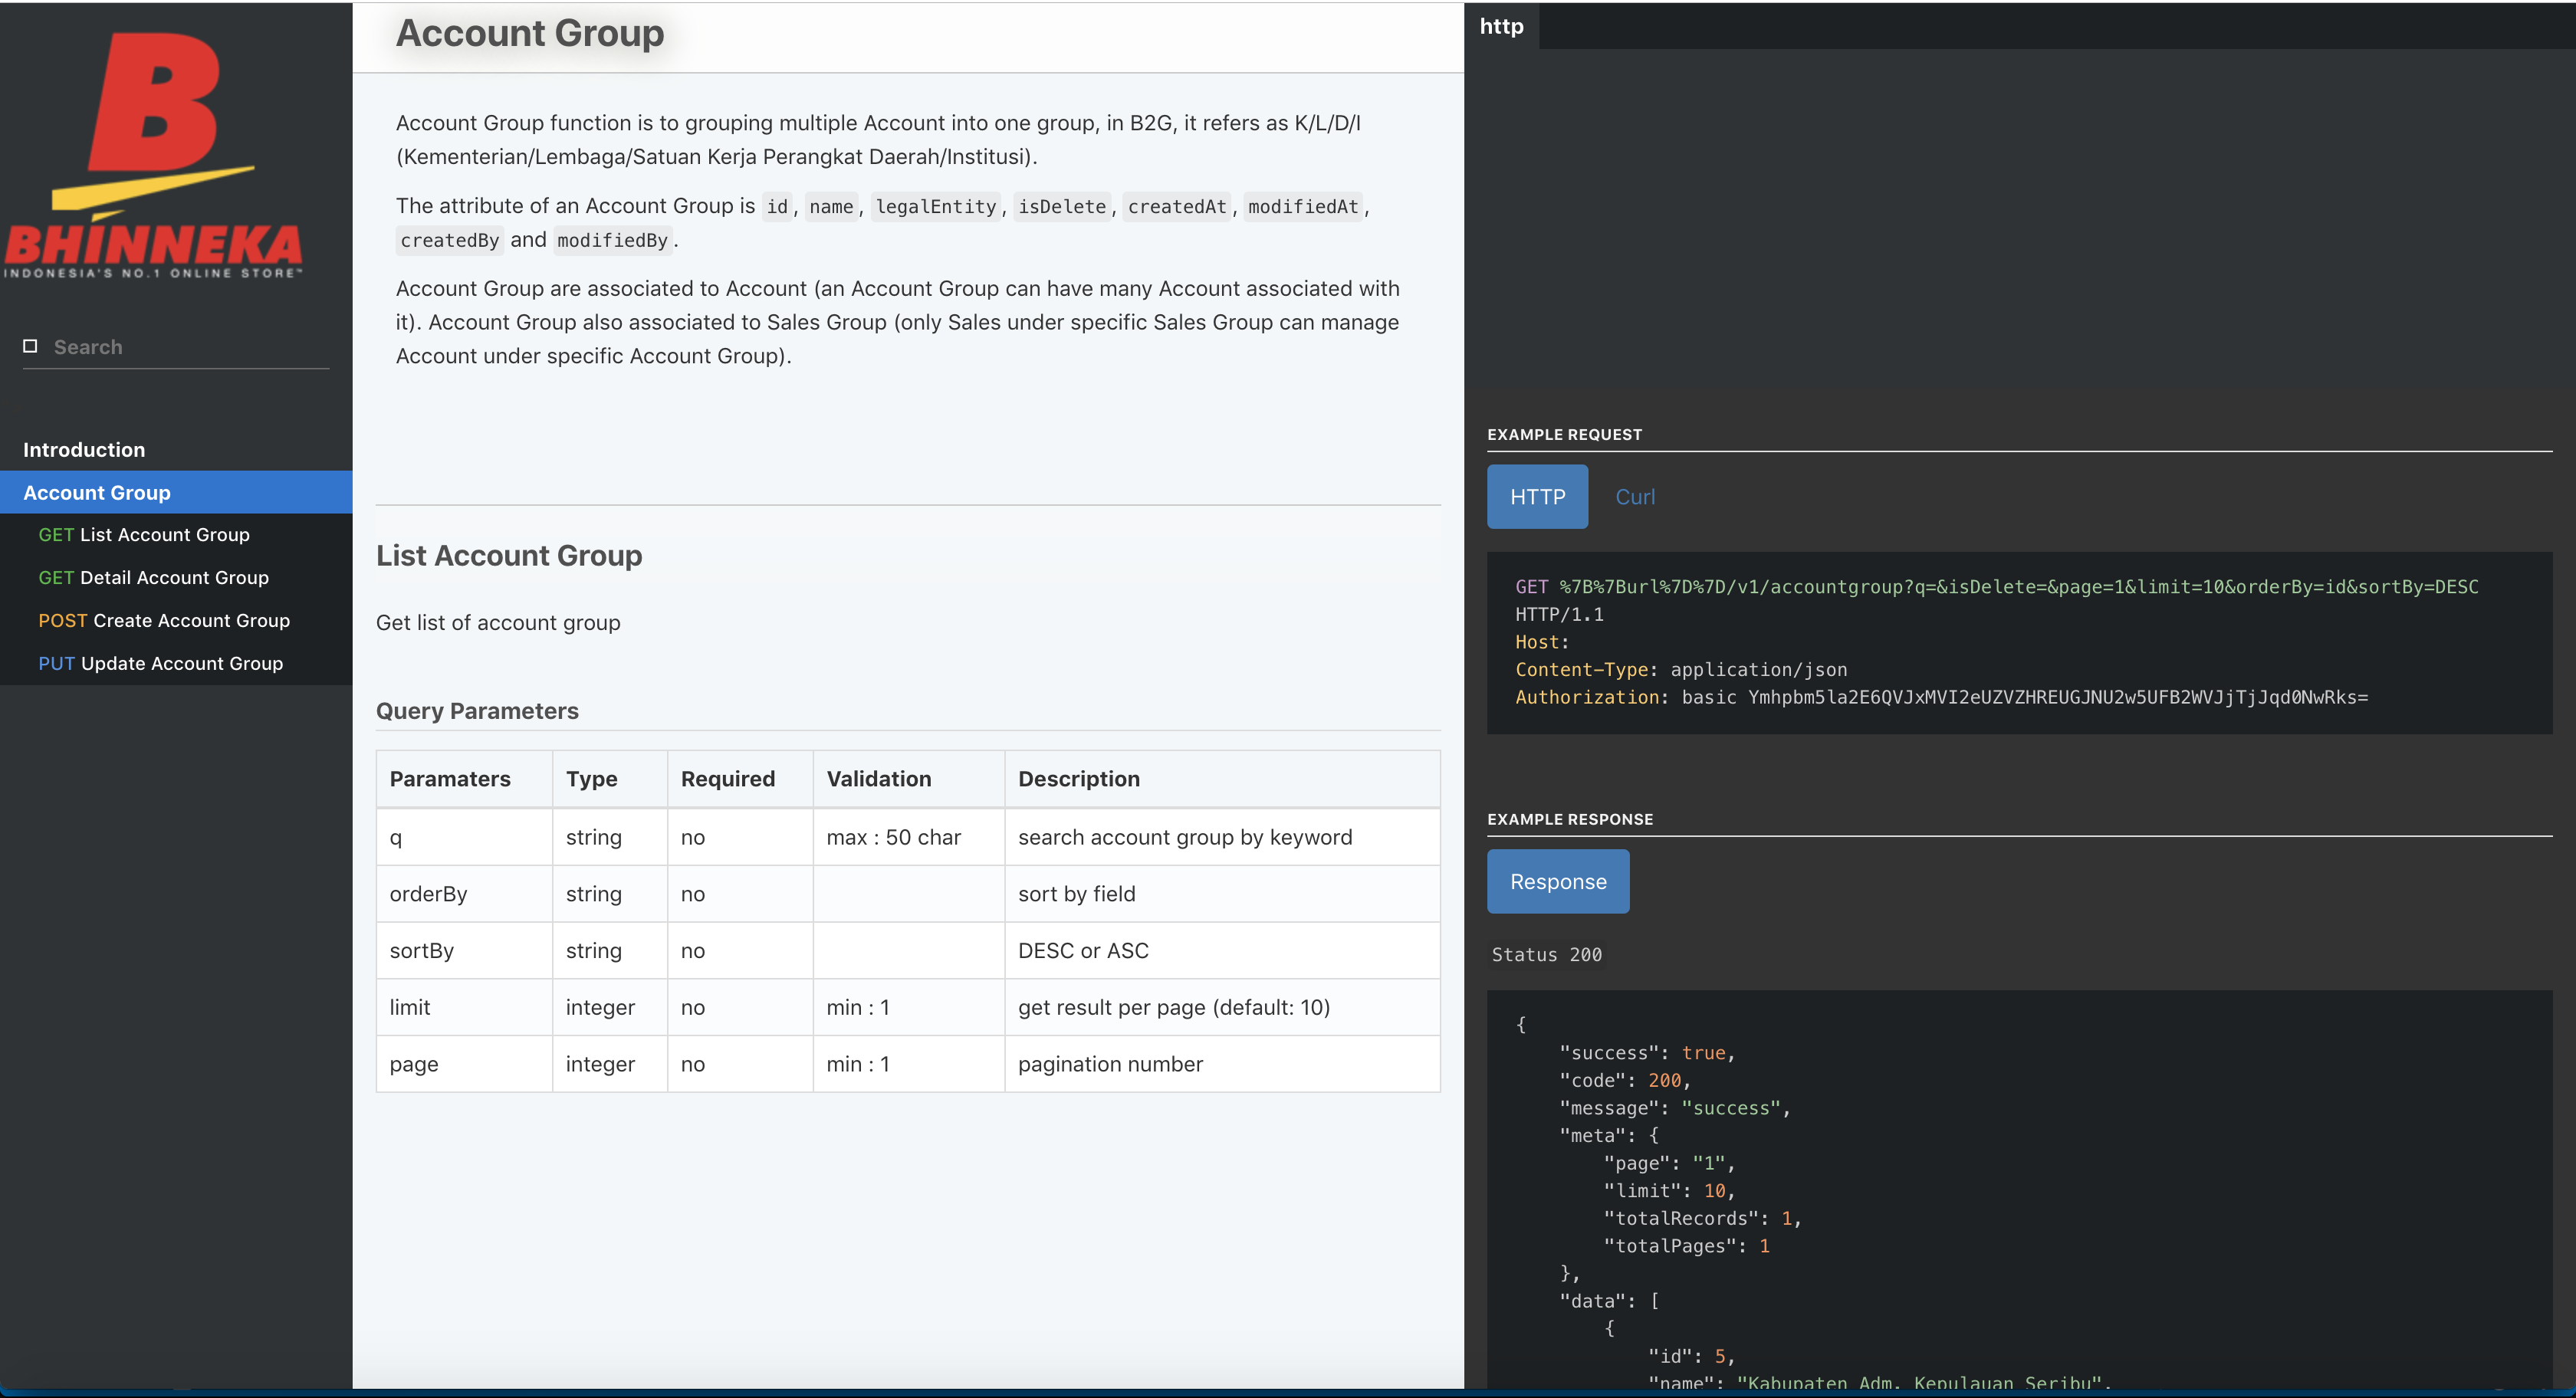 B
BHINNEKA
INDONESIA'S NO.1 ONLINE STORE™
Search
Introduction
Account Group
GET List Account Group
GET Detail Account Group
POST Create Account Group
PUT Update Account Group
Account Group
Account Group function is to grouping multiple Account into one group, in B2G, it refers as K/L/D/I
(Kementerian/Lembaga/Satuan Kerja Perangkat Daerah/Institusi).
The attribute of an Account Group is id, name, legalEntity, isDelete, createdAt, modifiedAt,
createdBy and modifiedBy.
Account Group are associated to Account (an Account Group can have many Account associated with
it). Account Group also associated to Sales Group (only Sales under specific Sales Group can manage
Account under specific Account Group).
List Account Group
Get list of account group
Query Parameters
Paramaters Type Required Validation Description
q string no max : 50 char search account group by keyword
orderBy string no sort by field
sortBy string no DESC or ASC
limit integer no min : 1 get result per page (default: 10)
page integer no min : 1 pagination number
http
EXAMPLE REQUEST
HTTP Curl
GET %7B%7Burl%7D%7D/v1/accountgroup?q=&isDelete=&page=1&limit=10&orderBy=id&sortBy=DESC
HTTP/1.1
Host:
Content-Type: application/json
Authorization: basic Ymhpbm5la2E6QVJxMVI2eUZVZHREUGJNU2w5UFB2WVJjTjJqd0NwRks=
EXAMPLE RESPONSE
Response
Status 200
{
"success": true,
"code": 200,
"message": "success",
"meta": {
"page": "1",
"limit": 10,
"totalRecords": 1,
"totalPages": 1
},
"data": [
{
"id": 5,
"name": "Kabupaten Adm. Kepulauan Seribu",